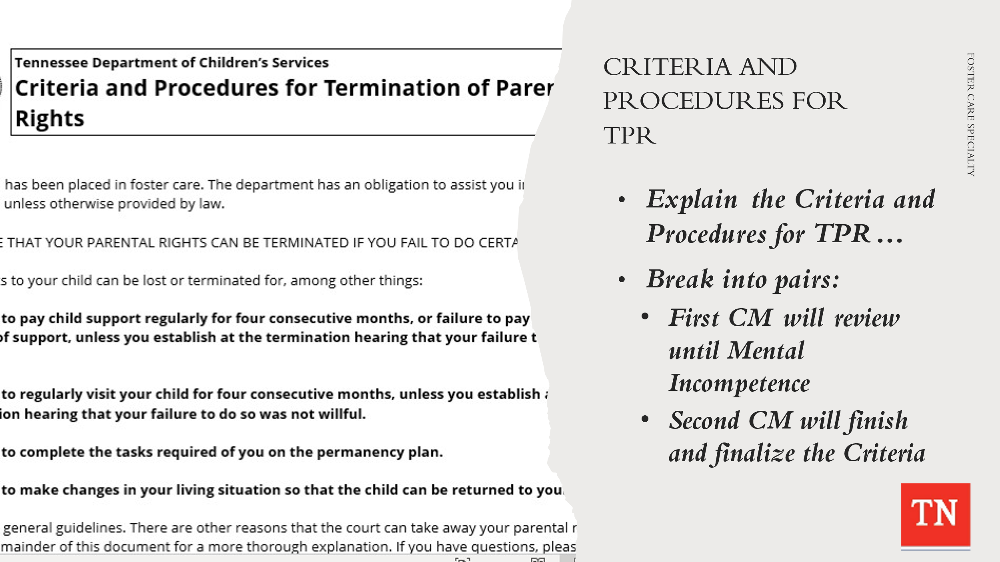 Tennessee Department of Children's Services
Criteria and Procedures for Termination of
Rights
has been placed in foster care. The department has an obligation to assist you
unless otherwise provided by law.
THAT YOUR PARENTAL RIGHTS CAN BE TERMINATED IF YOU FAIL TO DO
to your child can be lost or terminated for, among other things:
to pay child support regularly for four consecutive months, or failure to pay
of support, unless you establish at the termination hearing that your failure
to regularly visit your child for four consecutive months, unless you establish
hearing that your failure to do so was not willful.
to complete the tasks required of you on the permanency plan.
to make changes in your living situation so that the child can be returned to
general guidelines. There are other reasons that the court can take away your parental
of this document for a more thorough explanation. If you have questions,
CRITERIA AND
PROCEDURES FOR
TPR
• Explain the Criteria and
Procedures for TPR…
• Break into pairs:
• First CM will review
until Mental
Incompetence
• Second CM will finish
and finalize the Criteria
FOSTER CARE SPECIALTY
TN